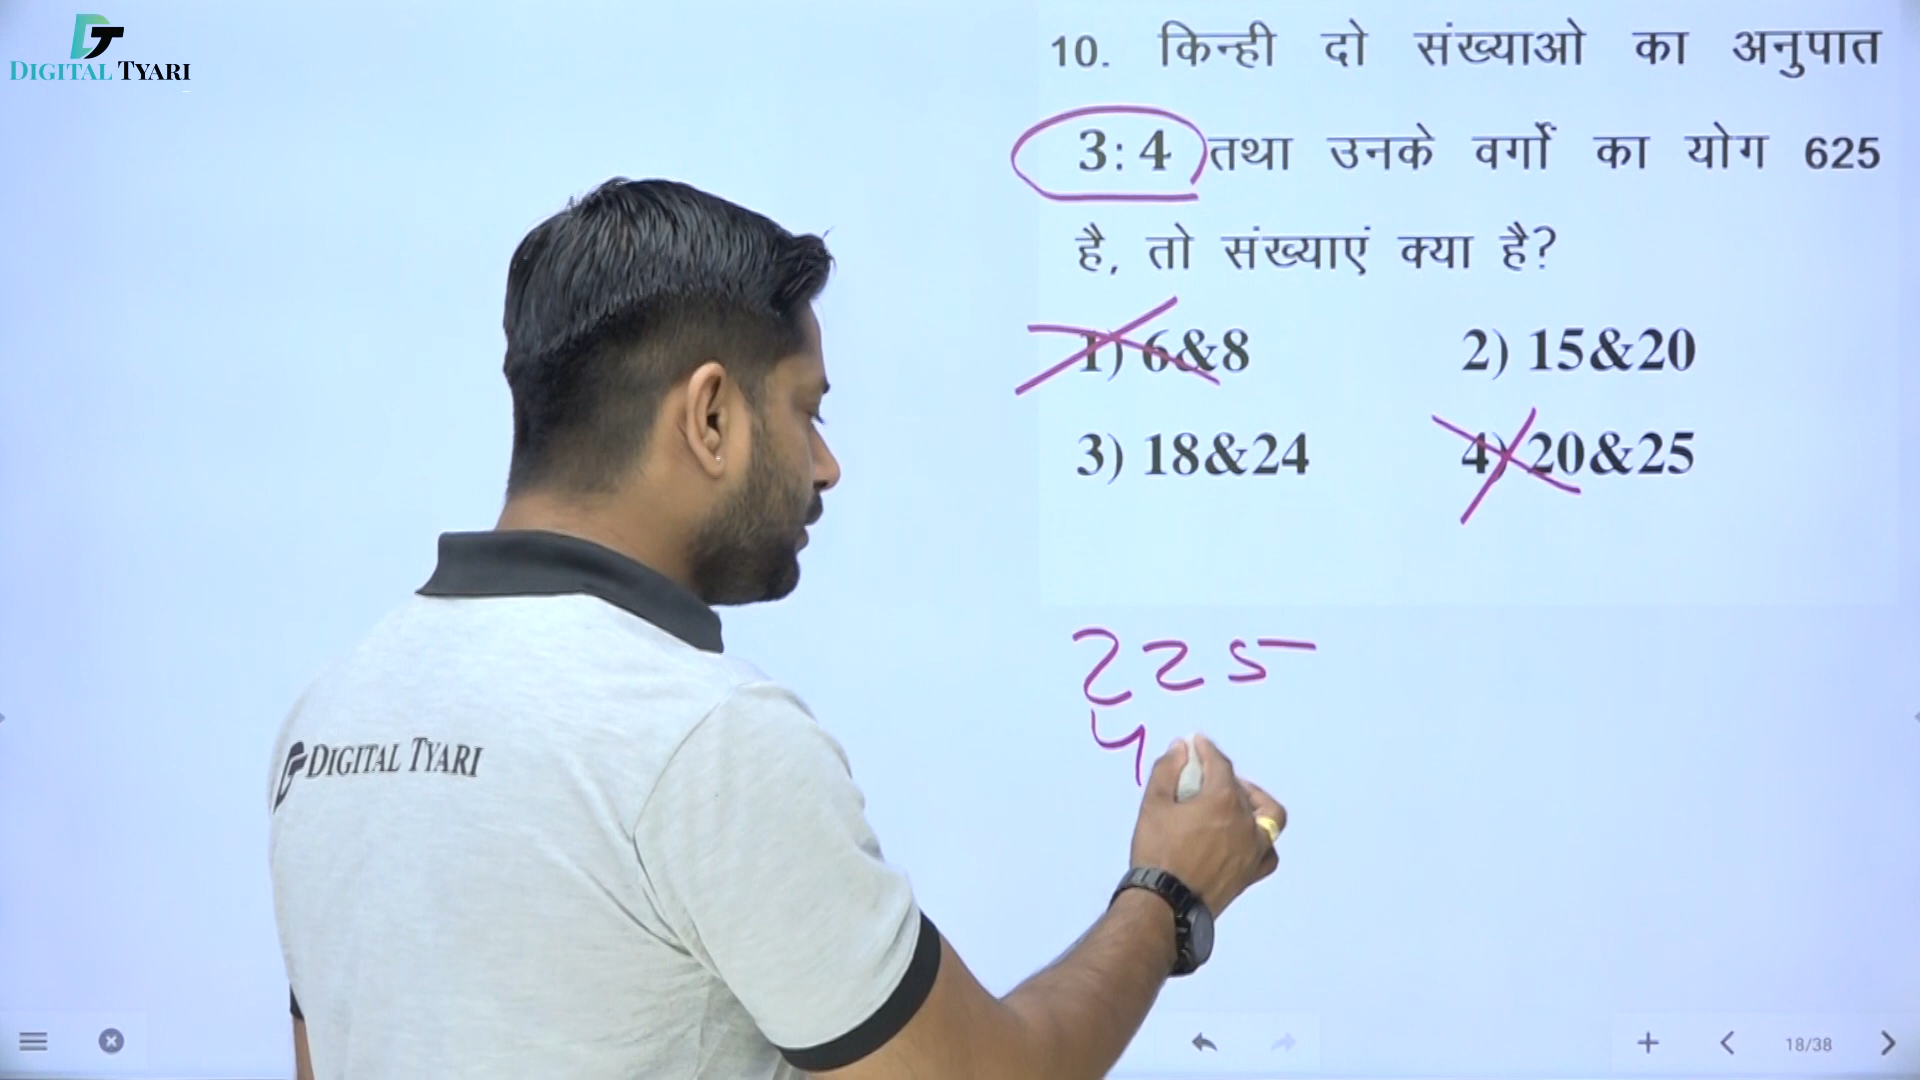 DIGITAL TYARI
10. किन्ही दो संख्याओ का अनुपात
3:4 तथा उनके वर्गों का योग 625
है, तो संख्याएं क्या है?
1) 6&8 2) 15&20
3) 18&24 4) 20&25
225
4
DIGITAL TYARI
18/38